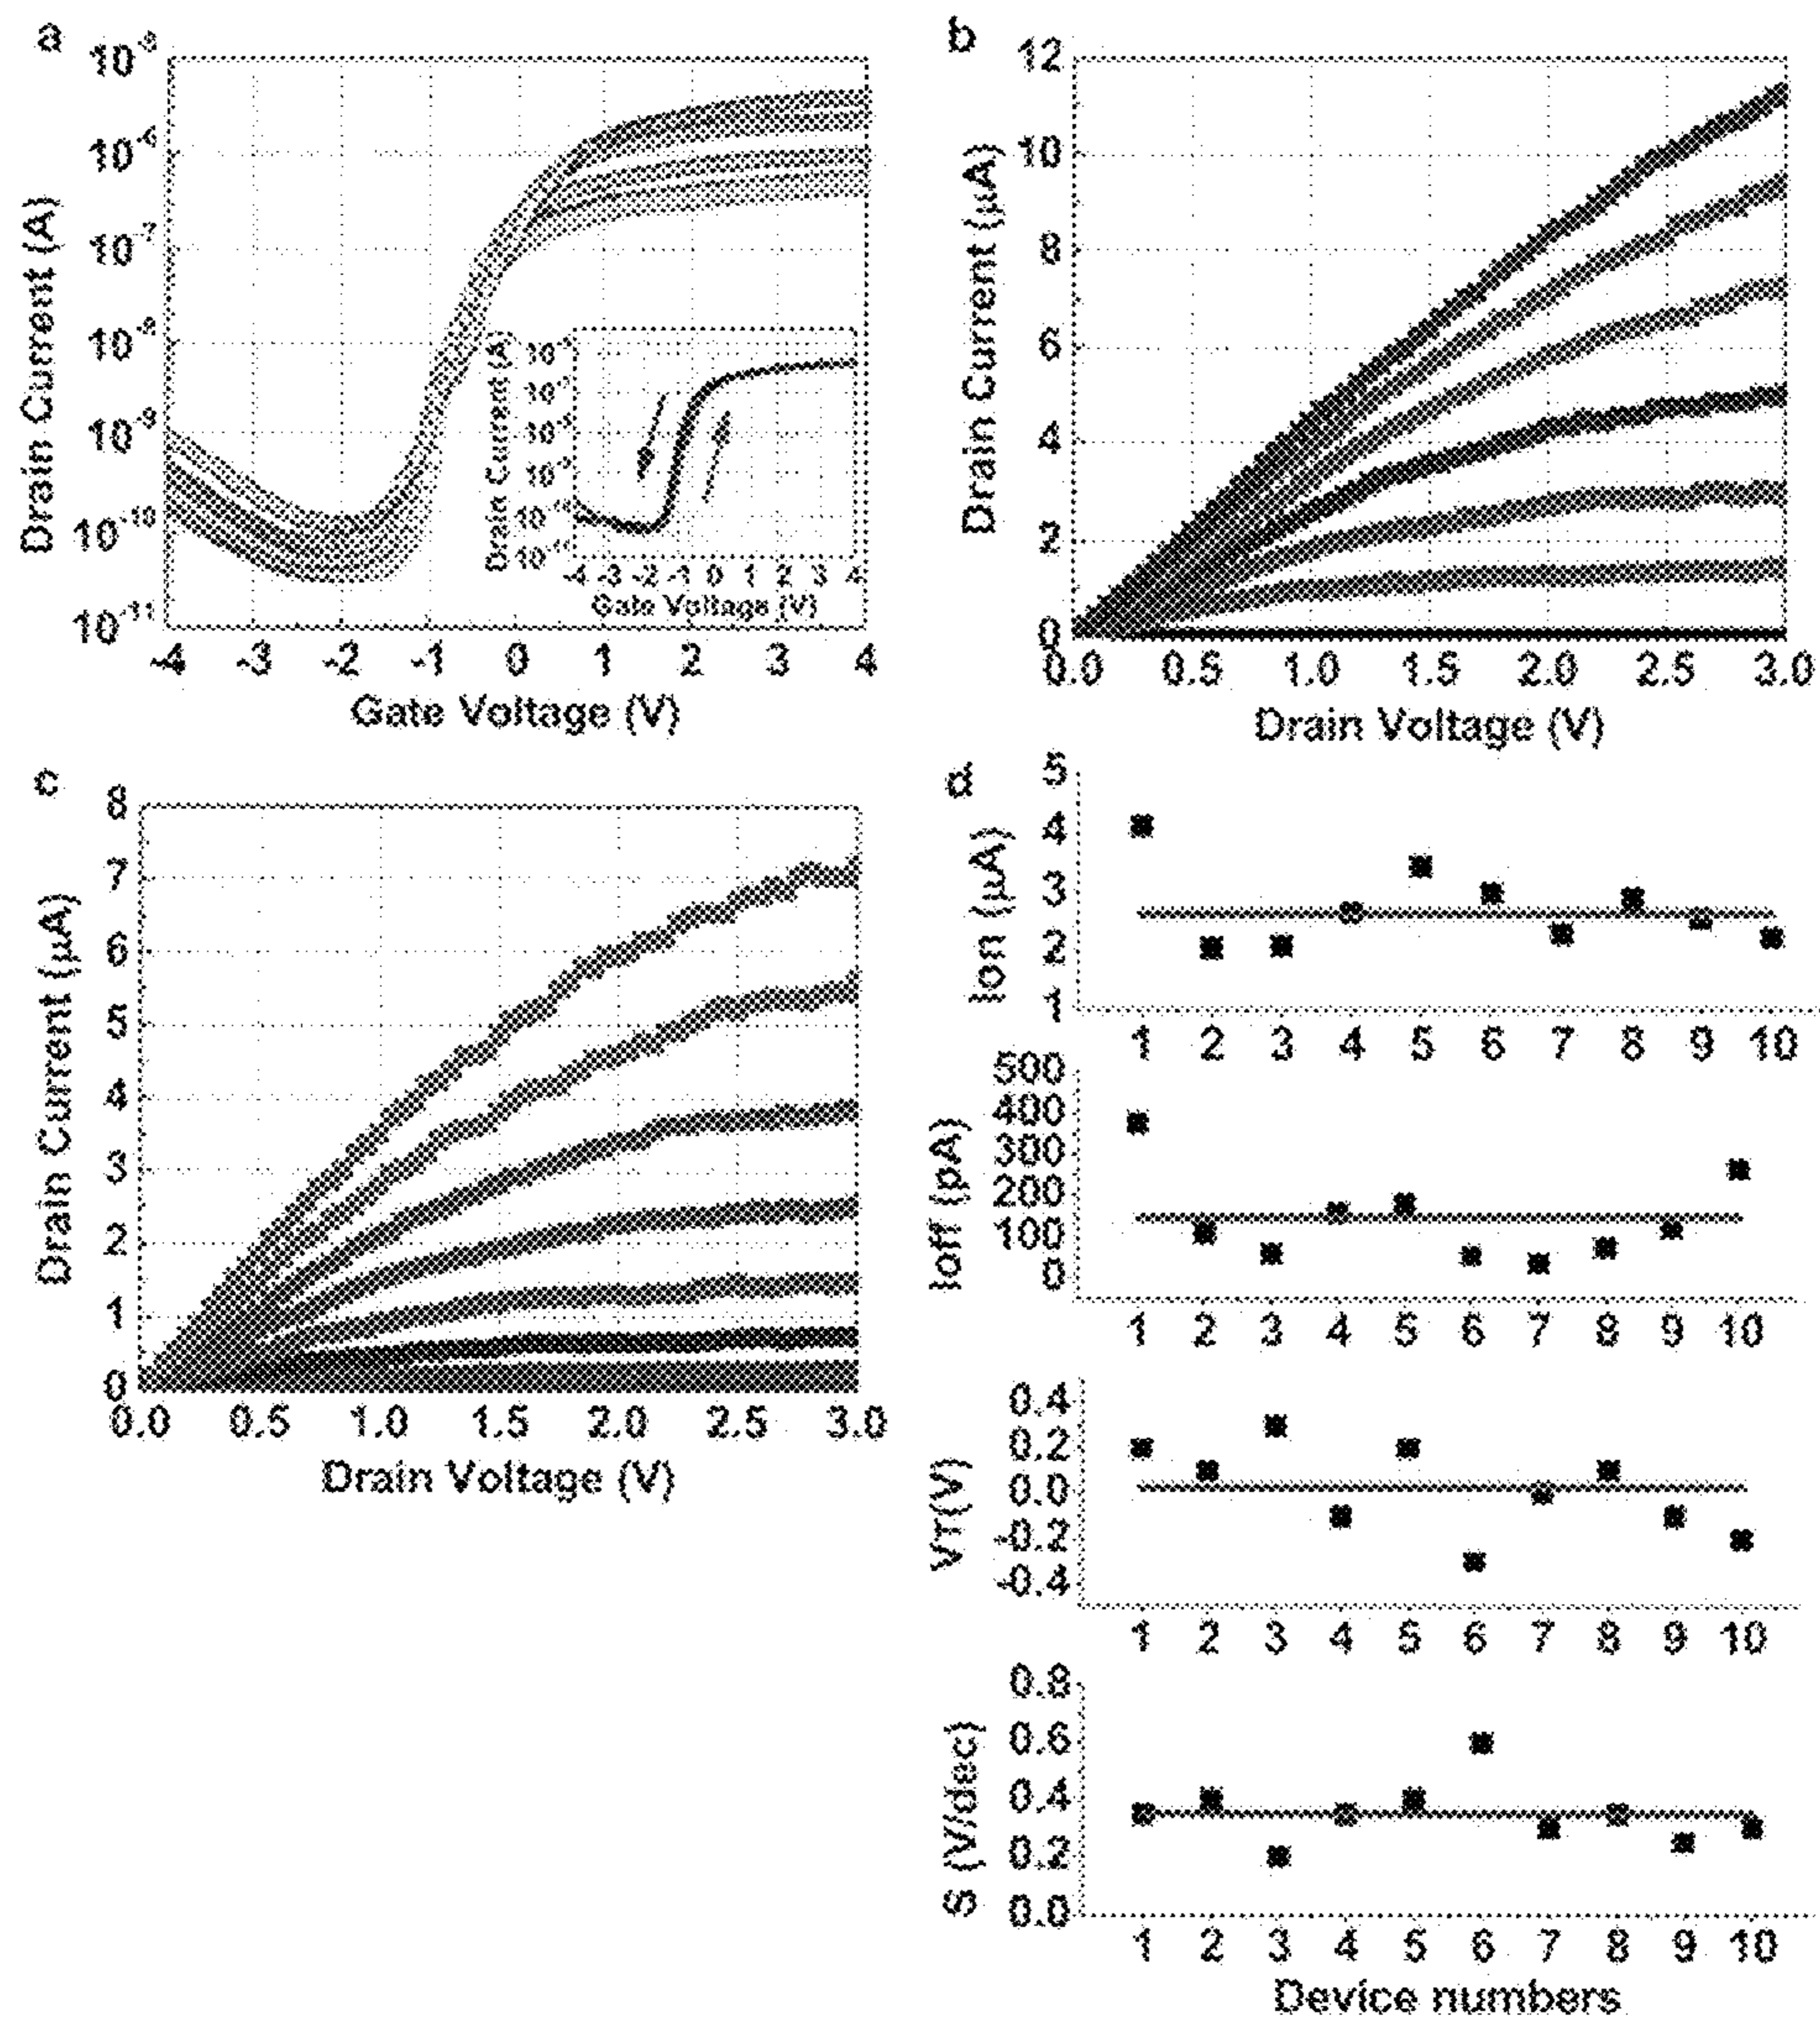 a
10-5
10-6
10-7
10-8
10-9
10-10
10-11
Drain Current (A)
-4 -3 -2 -1 0 1 2 3 4
Gate Voltage (V)
Drain Current (A)
-4 -3 -2 -1 0 1 2 3 4
Gate Voltage (V)
b
12
10
8
6
4
2
0
Drain Current (µA)
0.0 0.5 1.0 1.5 2.0 2.5 3.0
Drain Voltage (V)
c
8
7
6
5
4
3
2
1
0
Drain Current (µA)
0.0 0.5 1.0 1.5 2.0 2.5 3.0
Drain Voltage (V)
d
5
4
3
2
1
Ion (µA)
1 2 3 4 5 6 7 8 9 10
500
400
300
200
100
0
Ioff (pA)
1 2 3 4 5 6 7 8 9 10
0.4
0.2
0.0
-0.2
-0.4
VT(V)
1 2 3 4 5 6 7 8 9 10
0.8
0.6
0.4
0.2
0.0
S (V/dec)
1 2 3 4 5 6 7 8 9 10
Device numbers